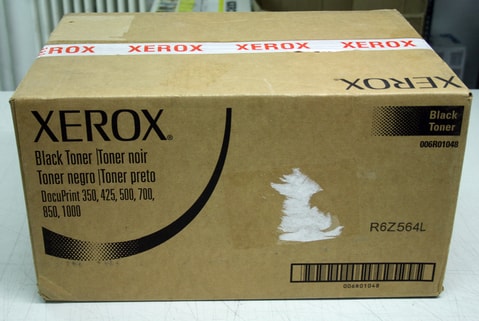 XEROX XEROX XEROX
XEROX
XEROX®
Black Toner | Toner noir
Toner negro | Toner preto
DocuPrint 350, 425, 500, 700,
850, 1000
Black
Toner
006R01048
R6Z564L
006R01048